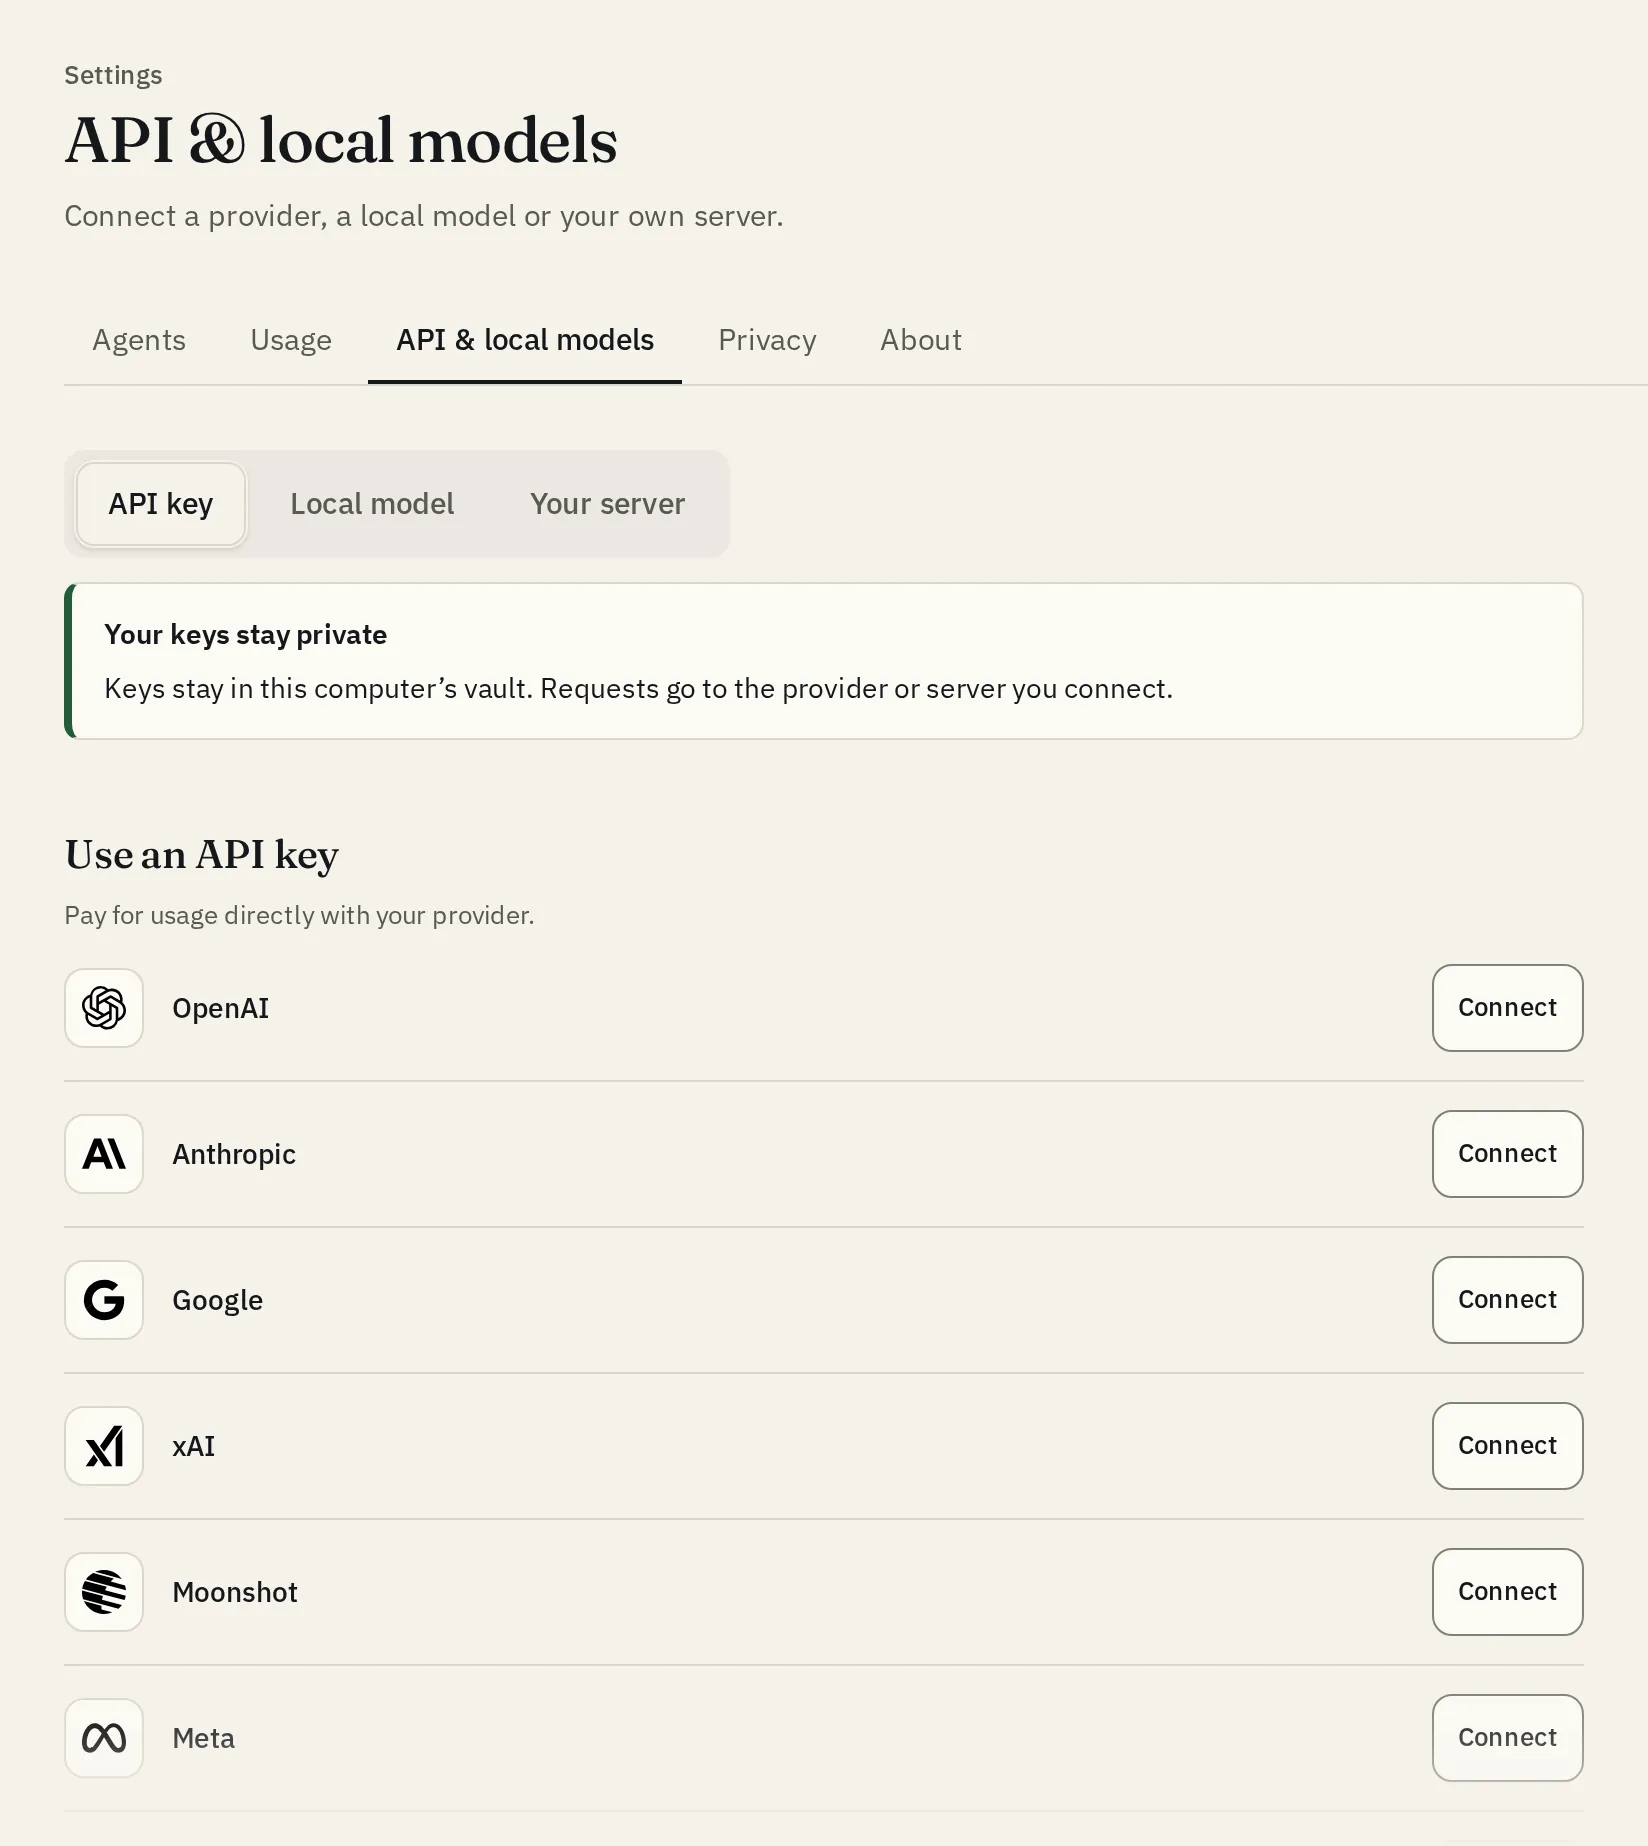 Settings
API & local models
Connect a provider, a local model or your own server.
Agents Usage API & local models Privacy About
API key Local model Your server
Your keys stay private
Keys stay in this computer’s vault. Requests go to the provider or server you connect.
Use an API key
Pay for usage directly with your provider.
OpenAI Connect
Anthropic Connect
Google Connect
xAI Connect
Moonshot Connect
Meta Connect